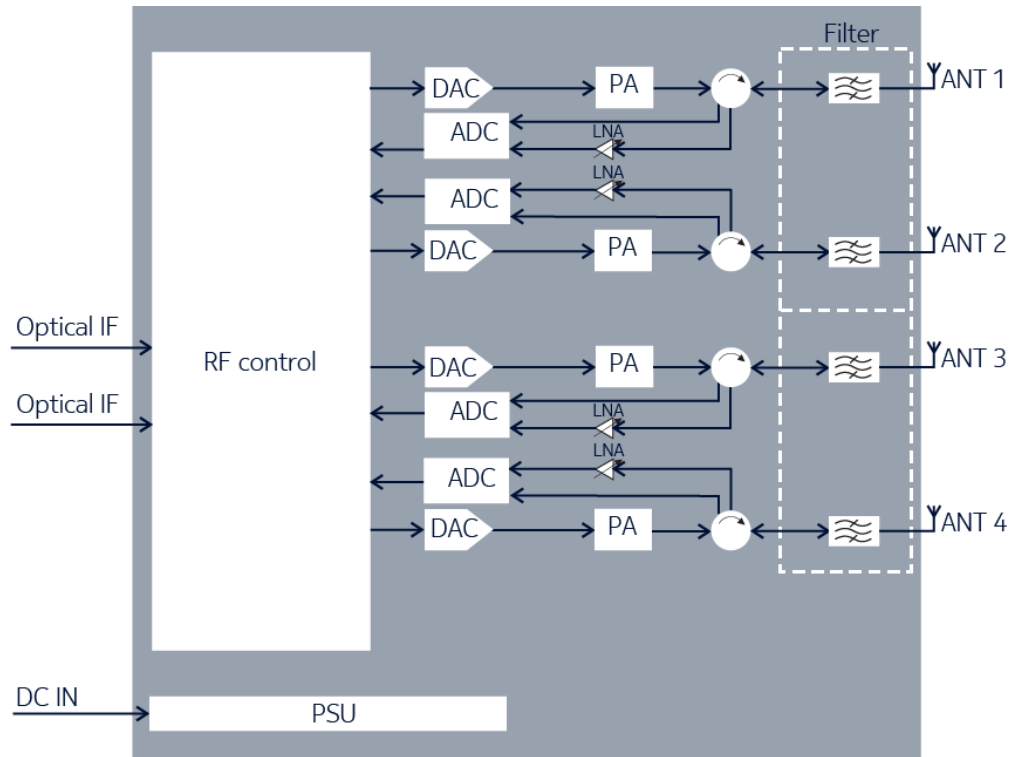 Filter
DAC
PA
ANT 1
ADC
LNA
LNA
ADC
DAC
PA
ANT 2
Optical IF
RF control
DAC
PA
ANT 3
Optical IF
ADC
LNA
LNA
ADC
DAC
PA
ANT 4
DC IN
PSU